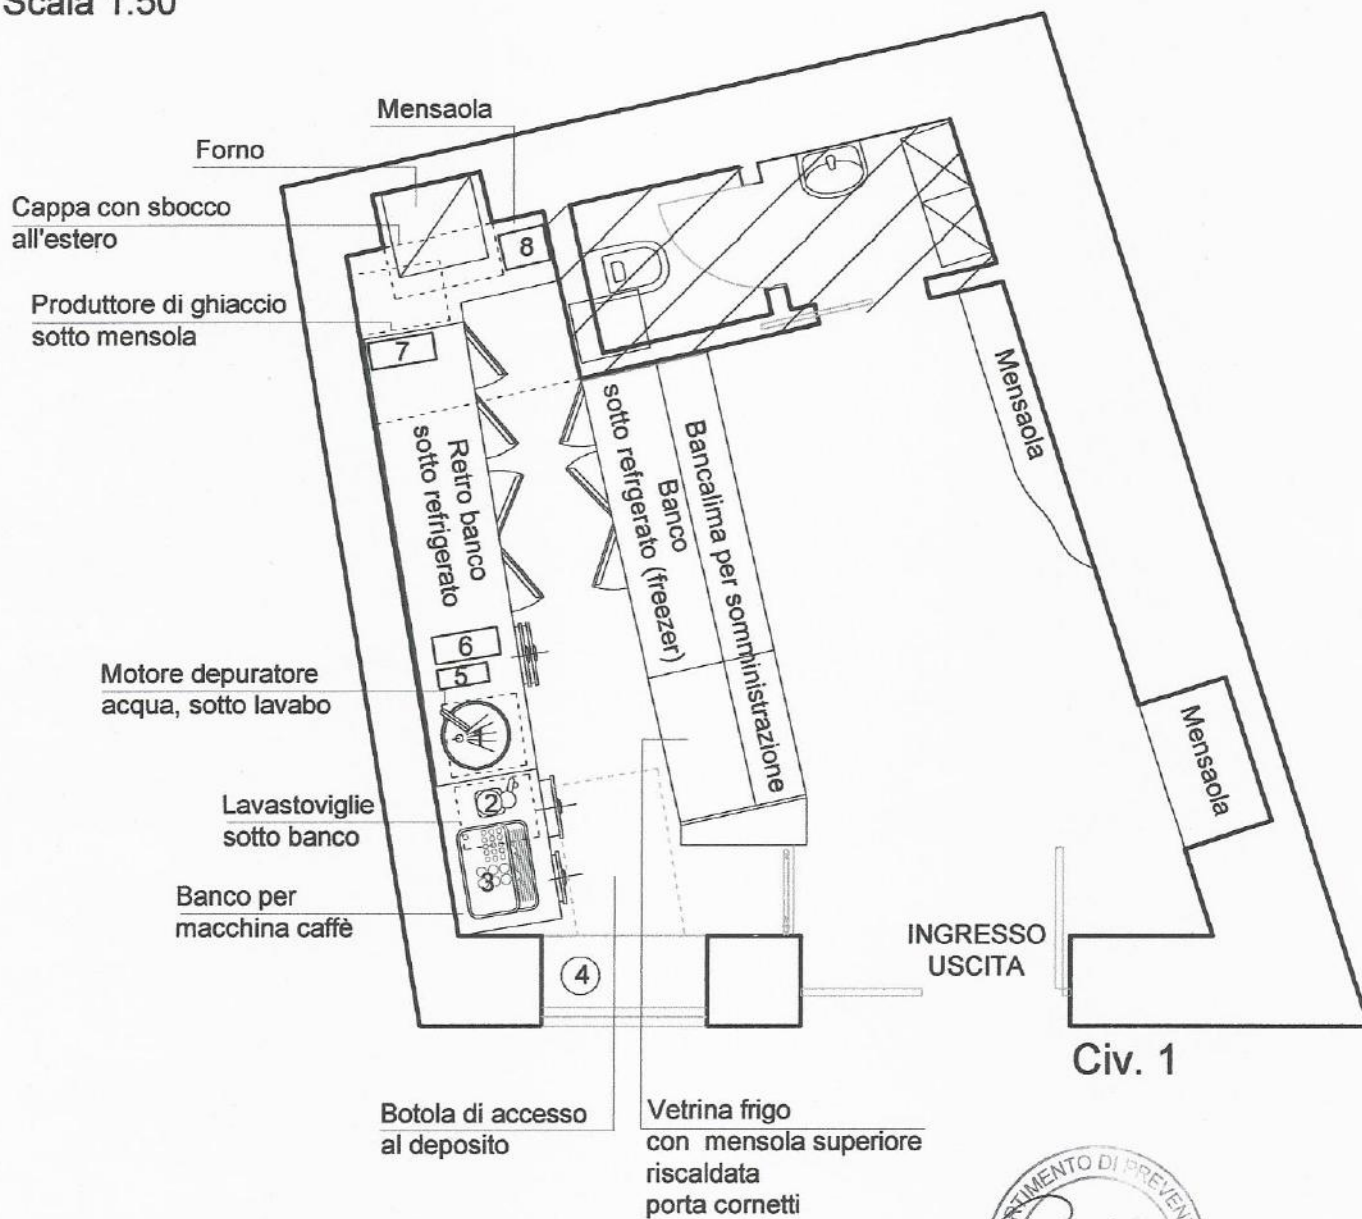 Scala 1:50
Mensaola
Forno
Cappa con sbocco
all'estero
8
Produttore di ghiaccio
sotto mensola
7
Mensaola
Retro banco
sotto refrigerato
Banco
sotto refrgerato (freezer)
Bancalima per somministrazione
6
5
Motore depuratore
acqua, sotto lavabo
Mensaola
Lavastoviglie
sotto banco
2
3
Banco per
macchina caffè
4
INGRESSO
USCITA
Civ. 1
Botola di accesso
al deposito
Vetrina frigo
con mensola superiore
riscaldata
porta cornetti
DI